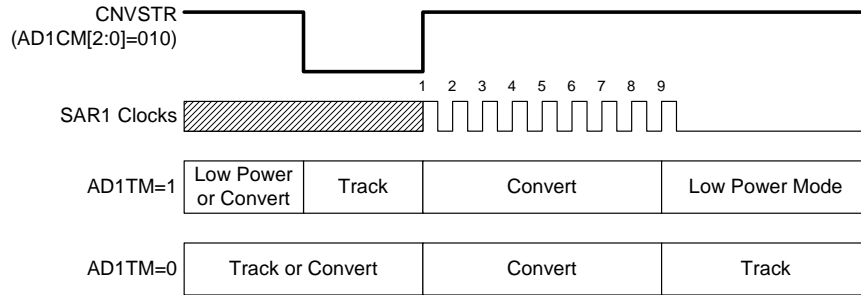 CNVSTR
(AD1CM[2:0]=010)
1 2 3 4 5 6 7 8 9
SAR1 Clocks
AD1TM=1
Low Power
or Convert
Track
Convert
Low Power Mode
AD1TM=0
Track or Convert
Convert
Track